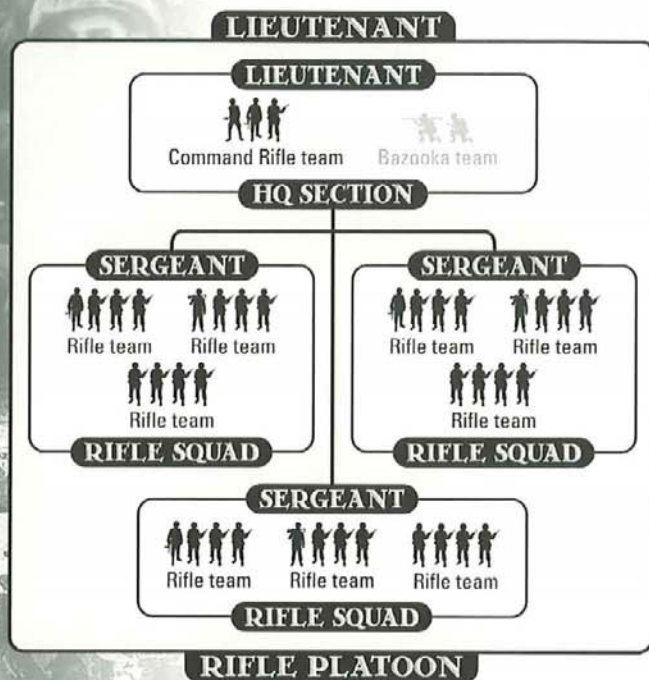 LIEUTENANT
LIEUTENANT
Command Rifle team
Bazooka team
HQ SECTION
SERGEANT
Rifle team
Rifle team
Rifle team
RIFLE SQUAD
SERGEANT
Rifle team
Rifle team
Rifle team
RIFLE SQUAD
SERGEANT
Rifle team
Rifle team
Rifle team
RIFLE SQUAD
RIFLE PLATOON